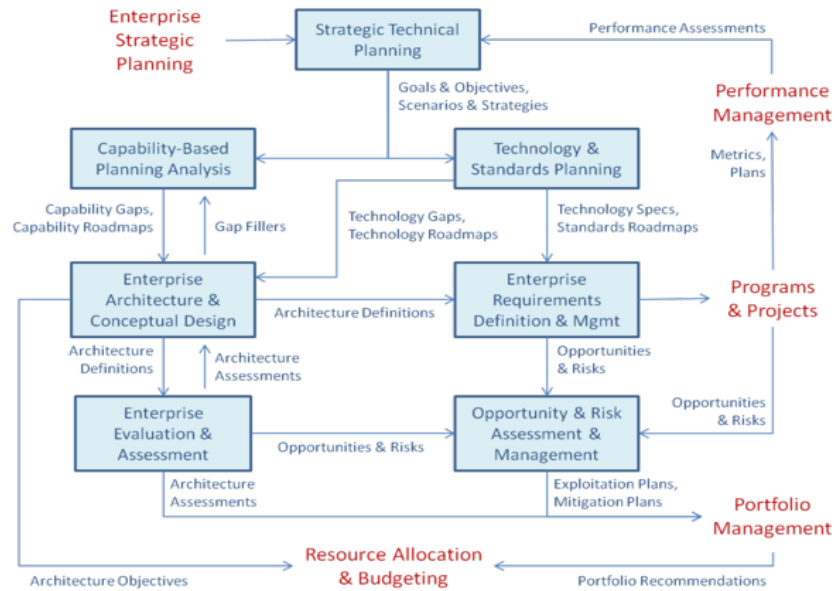 Enterprise
Strategic
Planning
Strategic Technical
Planning
Performance Assessments
Goals & Objectives,
Scenarios & Strategies
Performance
Management
Capability-Based
Planning Analysis
Technology &
Standards Planning
Metrics,
Plans
Capability Gaps,
Capability Roadmaps
Gap Fillers
Technology Gaps,
Technology Roadmaps
Technology Specs,
Standards Roadmaps
Enterprise
Architecture &
Conceptual Design
Architecture Definitions
Enterprise
Requirements
Definition & Mgmt
Programs
& Projects
Architecture
Definitions
Architecture
Assessments
Opportunities
& Risks
Enterprise
Evaluation &
Assessment
Opportunities & Risks
Opportunity & Risk
Assessment &
Management
Opportunities
& Risks
Architecture
Assessments
Exploitation Plans,
Mitigation Plans
Portfolio
Management
Resource Allocation
& Budgeting
Architecture Objectives
Portfolio Recommendations